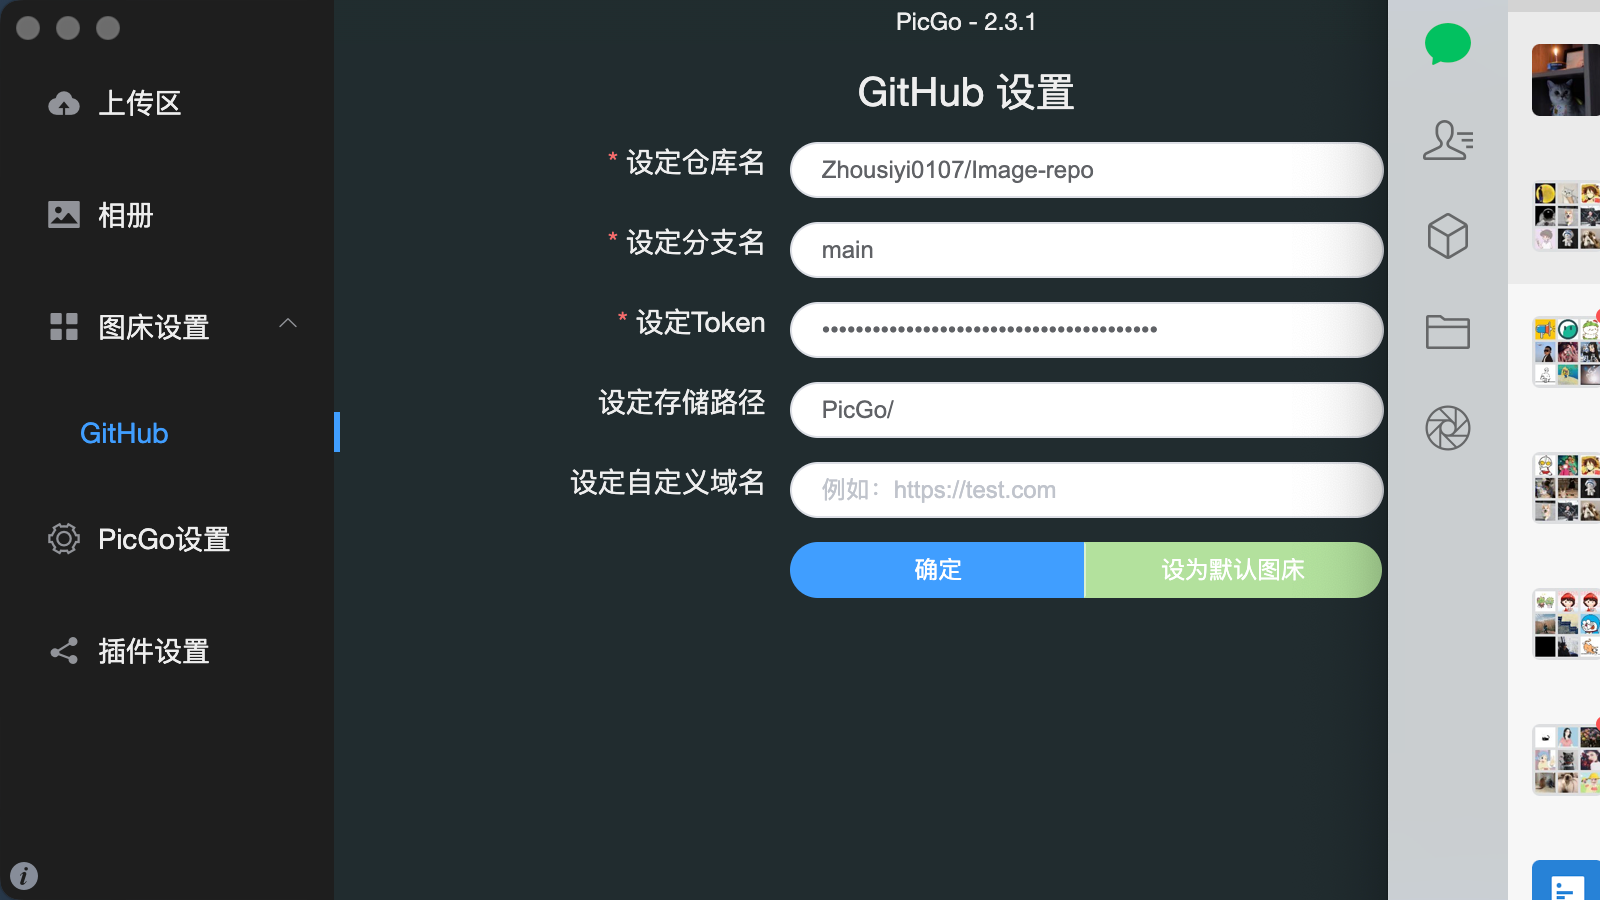 PicGo - 2.3.1
上传区
相册
图床设置
GitHub
PicGo设置
插件设置
GitHub 设置
* 设定仓库名
Zhousiyi0107/Image-repo
* 设定分支名
main
* 设定Token
••••••••••••••••••••••••••••••••••••••••
设定存储路径
PicGo/
设定自定义域名
例如：https://test.com
确定
设为默认图床